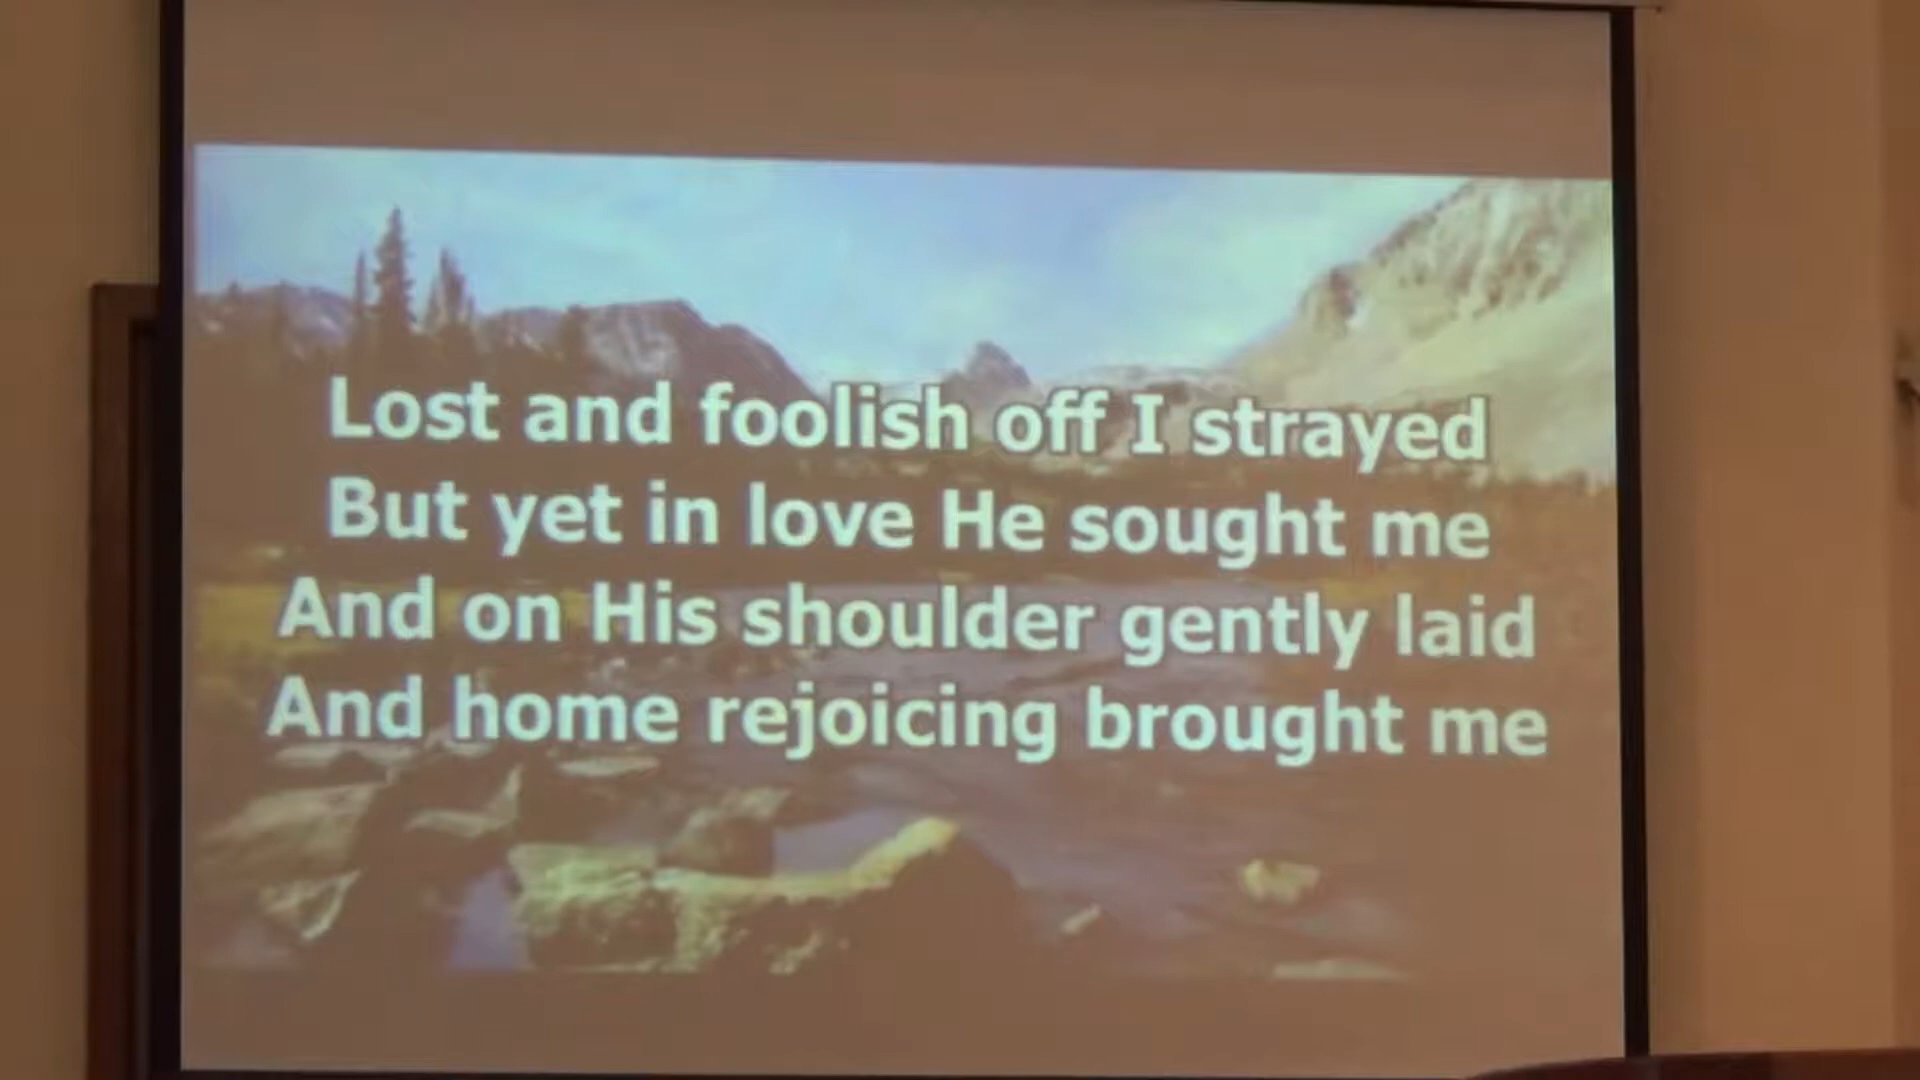 Lost and foolish off I strayed
But yet in love He sought me
And on His shoulder gently laid
And home rejoicing brought me